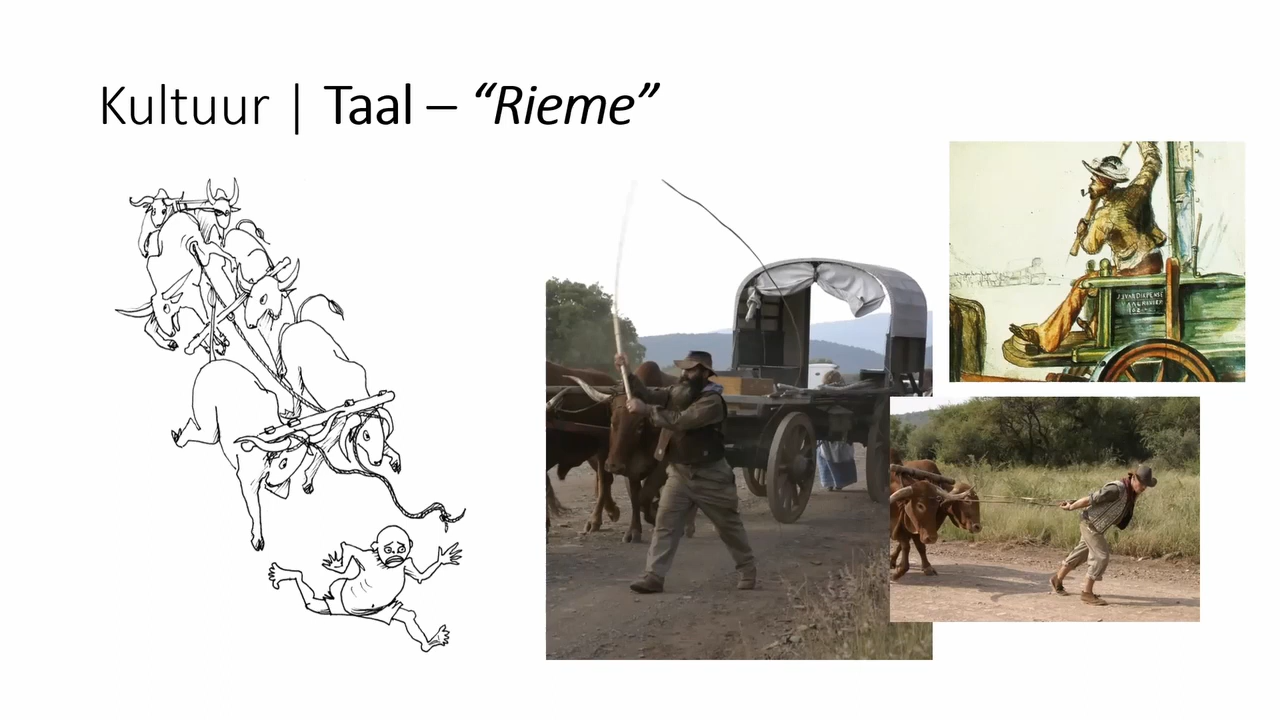 Kultuur | Taal – “Rieme”